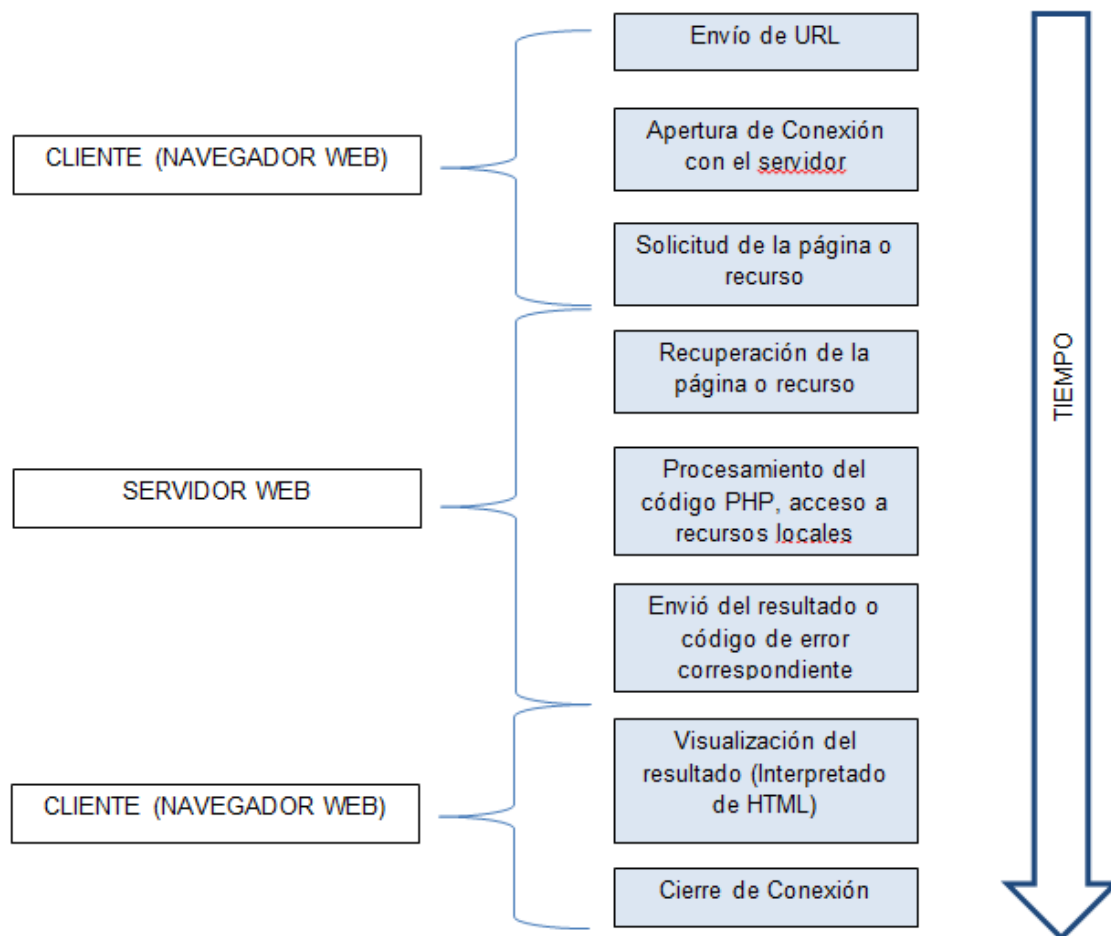 Envío de URL
CLIENTE (NAVEGADOR WEB)
Apertura de Conexión
con el servidor
Solicitud de la página o
recurso
SERVIDOR WEB
Recuperación de la
página o recurso
Procesamiento del
código PHP, acceso a
recursos locales
Envió del resultado o
código de error
correspondiente
CLIENTE (NAVEGADOR WEB)
Visualización del
resultado (Interpretado
de HTML)
Cierre de Conexión
TIEMPO